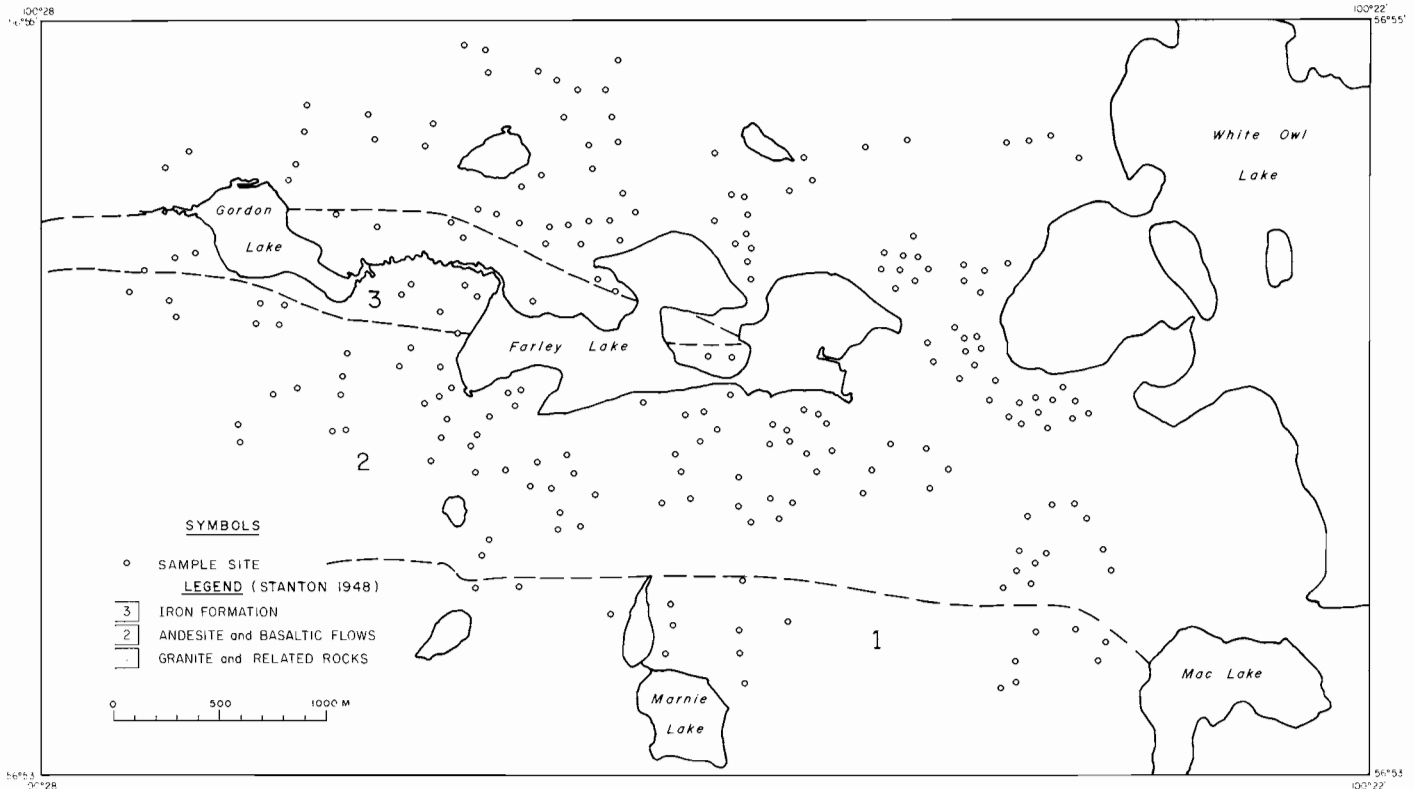 100°28
100°22'
56°55'
56°55'
White Owl
Lake
Gordon
Lake
3
Farley Lake
2
SYMBOLS
SAMPLE SITE
LEGEND (STANTON 1948)
3 IRON FORMATION
2 ANDESITE and BASALTIC FLOWS
GRANITE and RELATED ROCKS
1
0 500 1000 M
Mac Lake
Marnie
Lake
56°53
56°53
100°28
100°22'